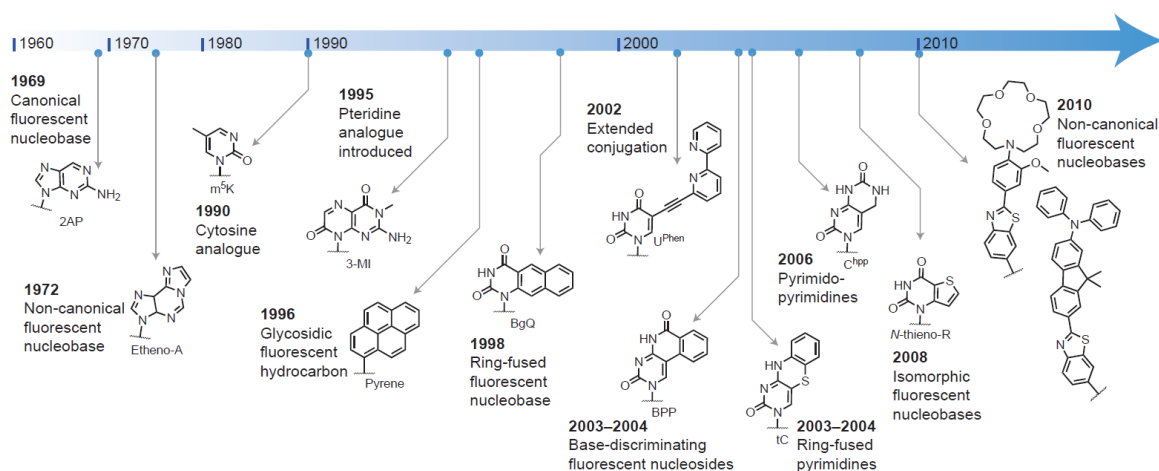 1960
1970
1980
1990
2000
2010
1969
Canonical
fluorescent
nucleobase
2AP
1972
Non-canonical
fluorescent
nucleobase
Etheno-A
m⁵K
1990
Cytosine
analogue
1995
Pteridine
analogue
introduced
3-MI
1996
Glycosidic
fluorescent
hydrocarbon
Pyrene
BgQ
1998
Ring-fused
fluorescent
nucleobase
2002
Extended
conjugation
Uᴾʰᵉⁿ
BPP
2003–2004
Base-discriminating
fluorescent nucleosides
tC
2003–2004
Ring-fused
pyrimidines
Cʰᵖᵖ
2006
Pyrimido-
pyrimidines
N-thieno-R
2008
Isomorphic
fluorescent
nucleobases
2010
Non-canonical
fluorescent
nucleobases